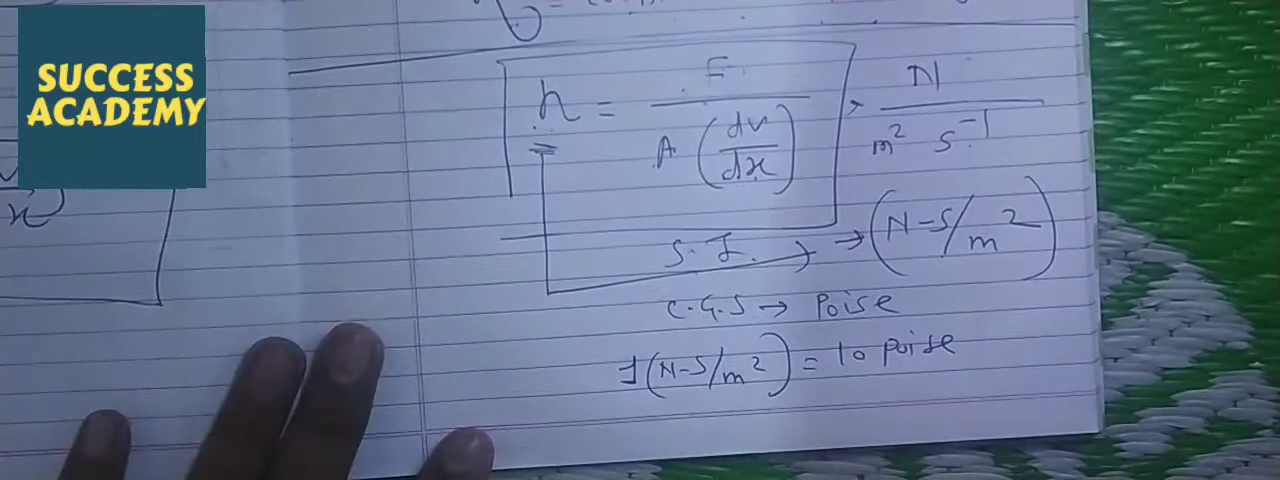 SUCCESS
ACADEMY
η = F / A (dv/dx) > N / m² s⁻¹
S.I. → → (N-S/m²)
C.G.S → Poise
1 (N-S/m²) = 10 poise
x